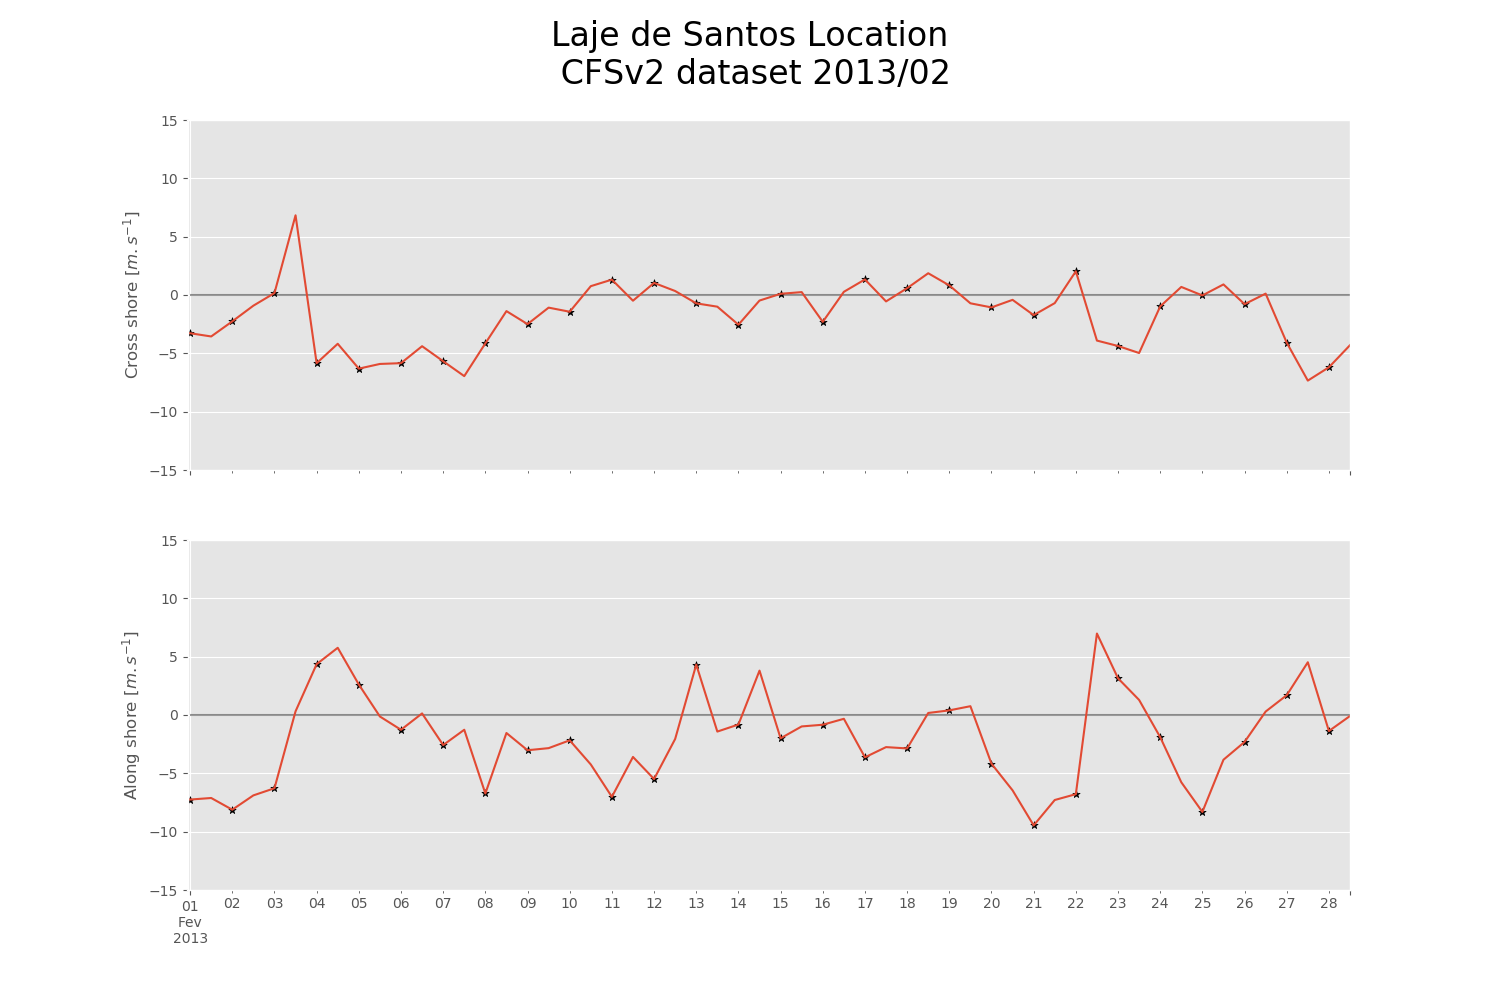 Laje de Santos Location
CFSv2 dataset 2013/02
15
10
5
0
−5
−10
−15
Cross shore [m.s⁻¹]
15
10
5
0
−5
−10
−15
Along shore [m.s⁻¹]
01 02 03 04 05 06 07 08 09 10 11 12 13 14 15 16 17 18 19 20 21 22 23 24 25 26 27 28
Fev
2013